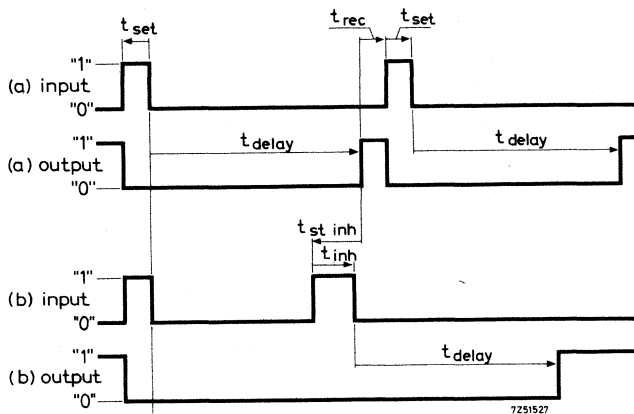 t set
t rec
t set
"1"
(a) input
"0"
"1"
t delay
t delay
(a) output
"0"
t st inh
t inh
"1"
(b) input
"0"
"1"
t delay
(b) output
"0"
7Z51527